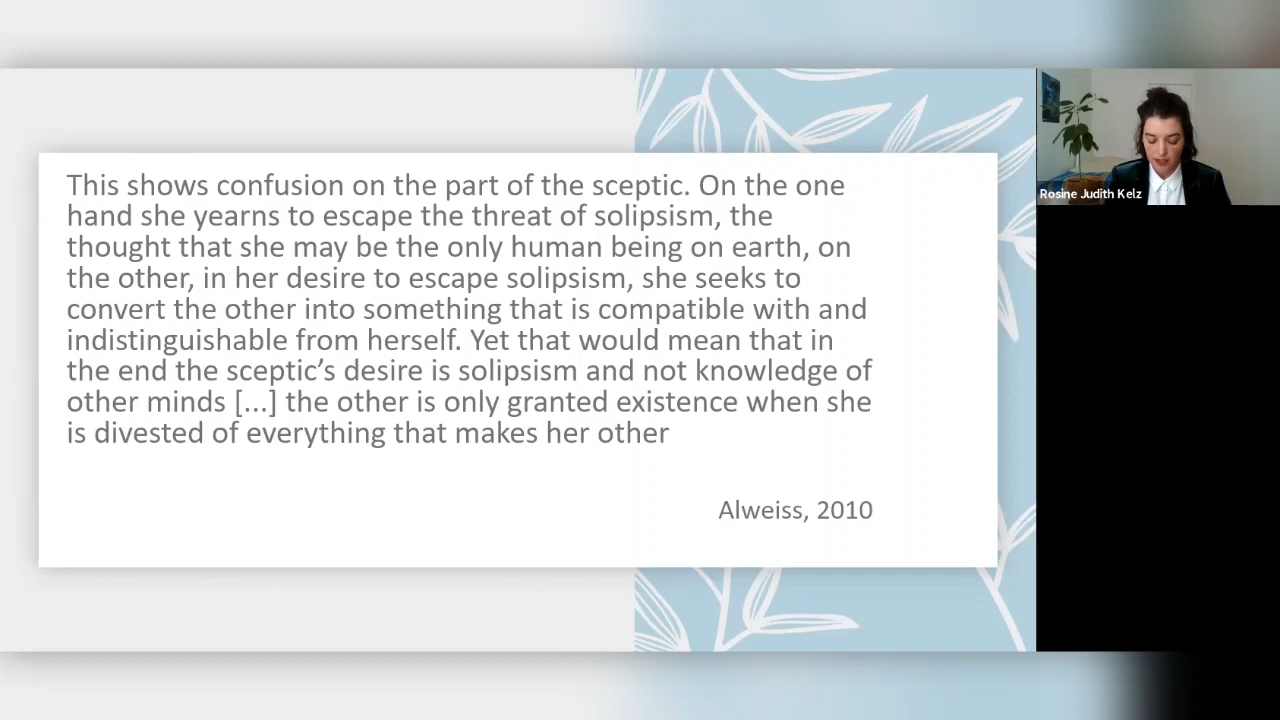 This shows confusion on the part of the sceptic. On the one
hand she yearns to escape the threat of solipsism, the
thought that she may be the only human being on earth, on
the other, in her desire to escape solipsism, she seeks to
convert the other into something that is compatible with and
indistinguishable from herself. Yet that would mean that in
the end the sceptic’s desire is solipsism and not knowledge of
other minds [...] the other is only granted existence when she
is divested of everything that makes her other
Alweiss, 2010
Rosine Judith Kelz